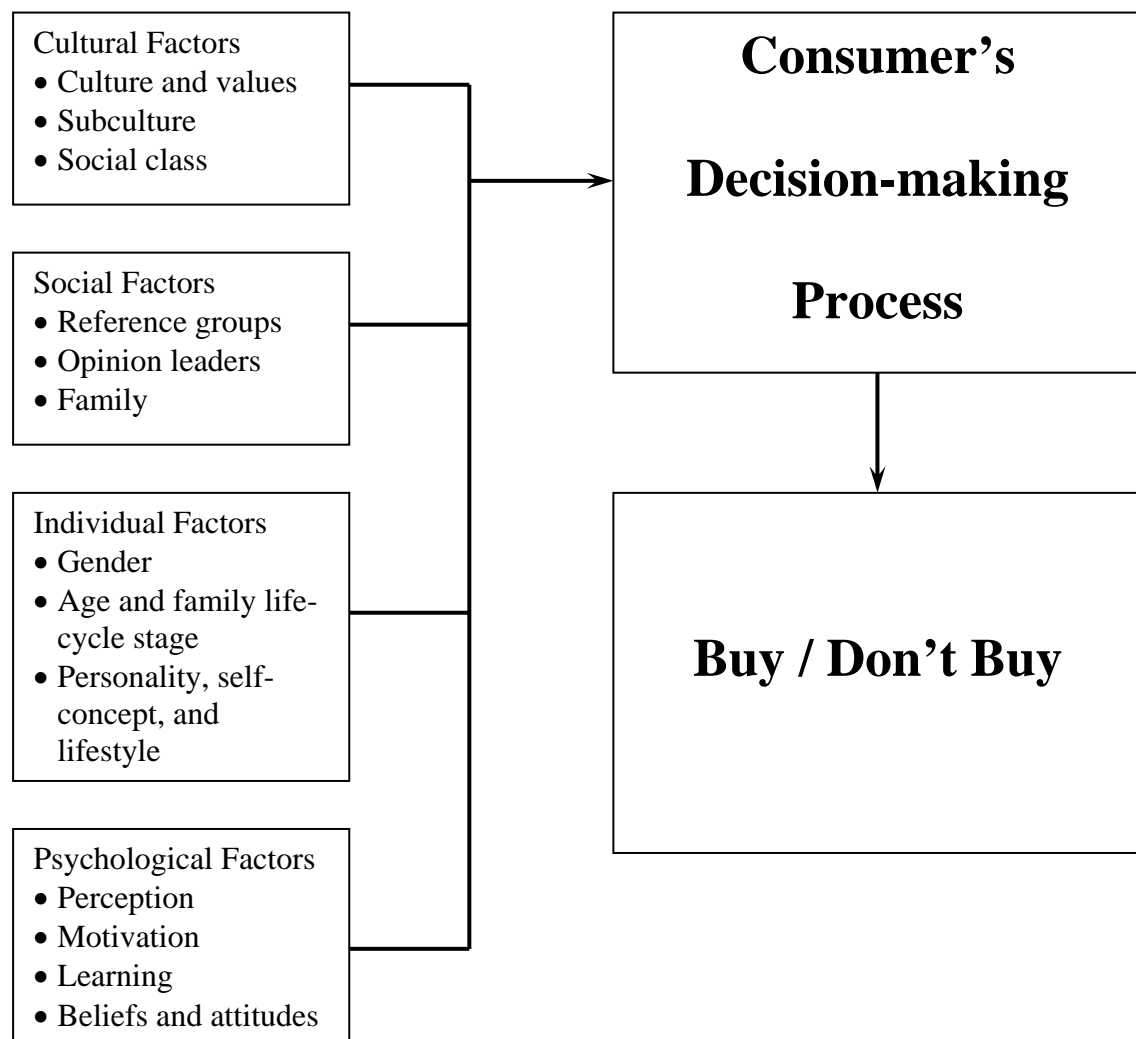 Cultural Factors
• Culture and values
• Subculture
• Social class
Social Factors
• Reference groups
• Opinion leaders
• Family
Individual Factors
• Gender
• Age and family life-
cycle stage
• Personality, self-
concept, and
lifestyle
Psychological Factors
• Perception
• Motivation
• Learning
• Beliefs and attitudes
Consumer’s
Decision-making
Process
Buy / Don’t Buy